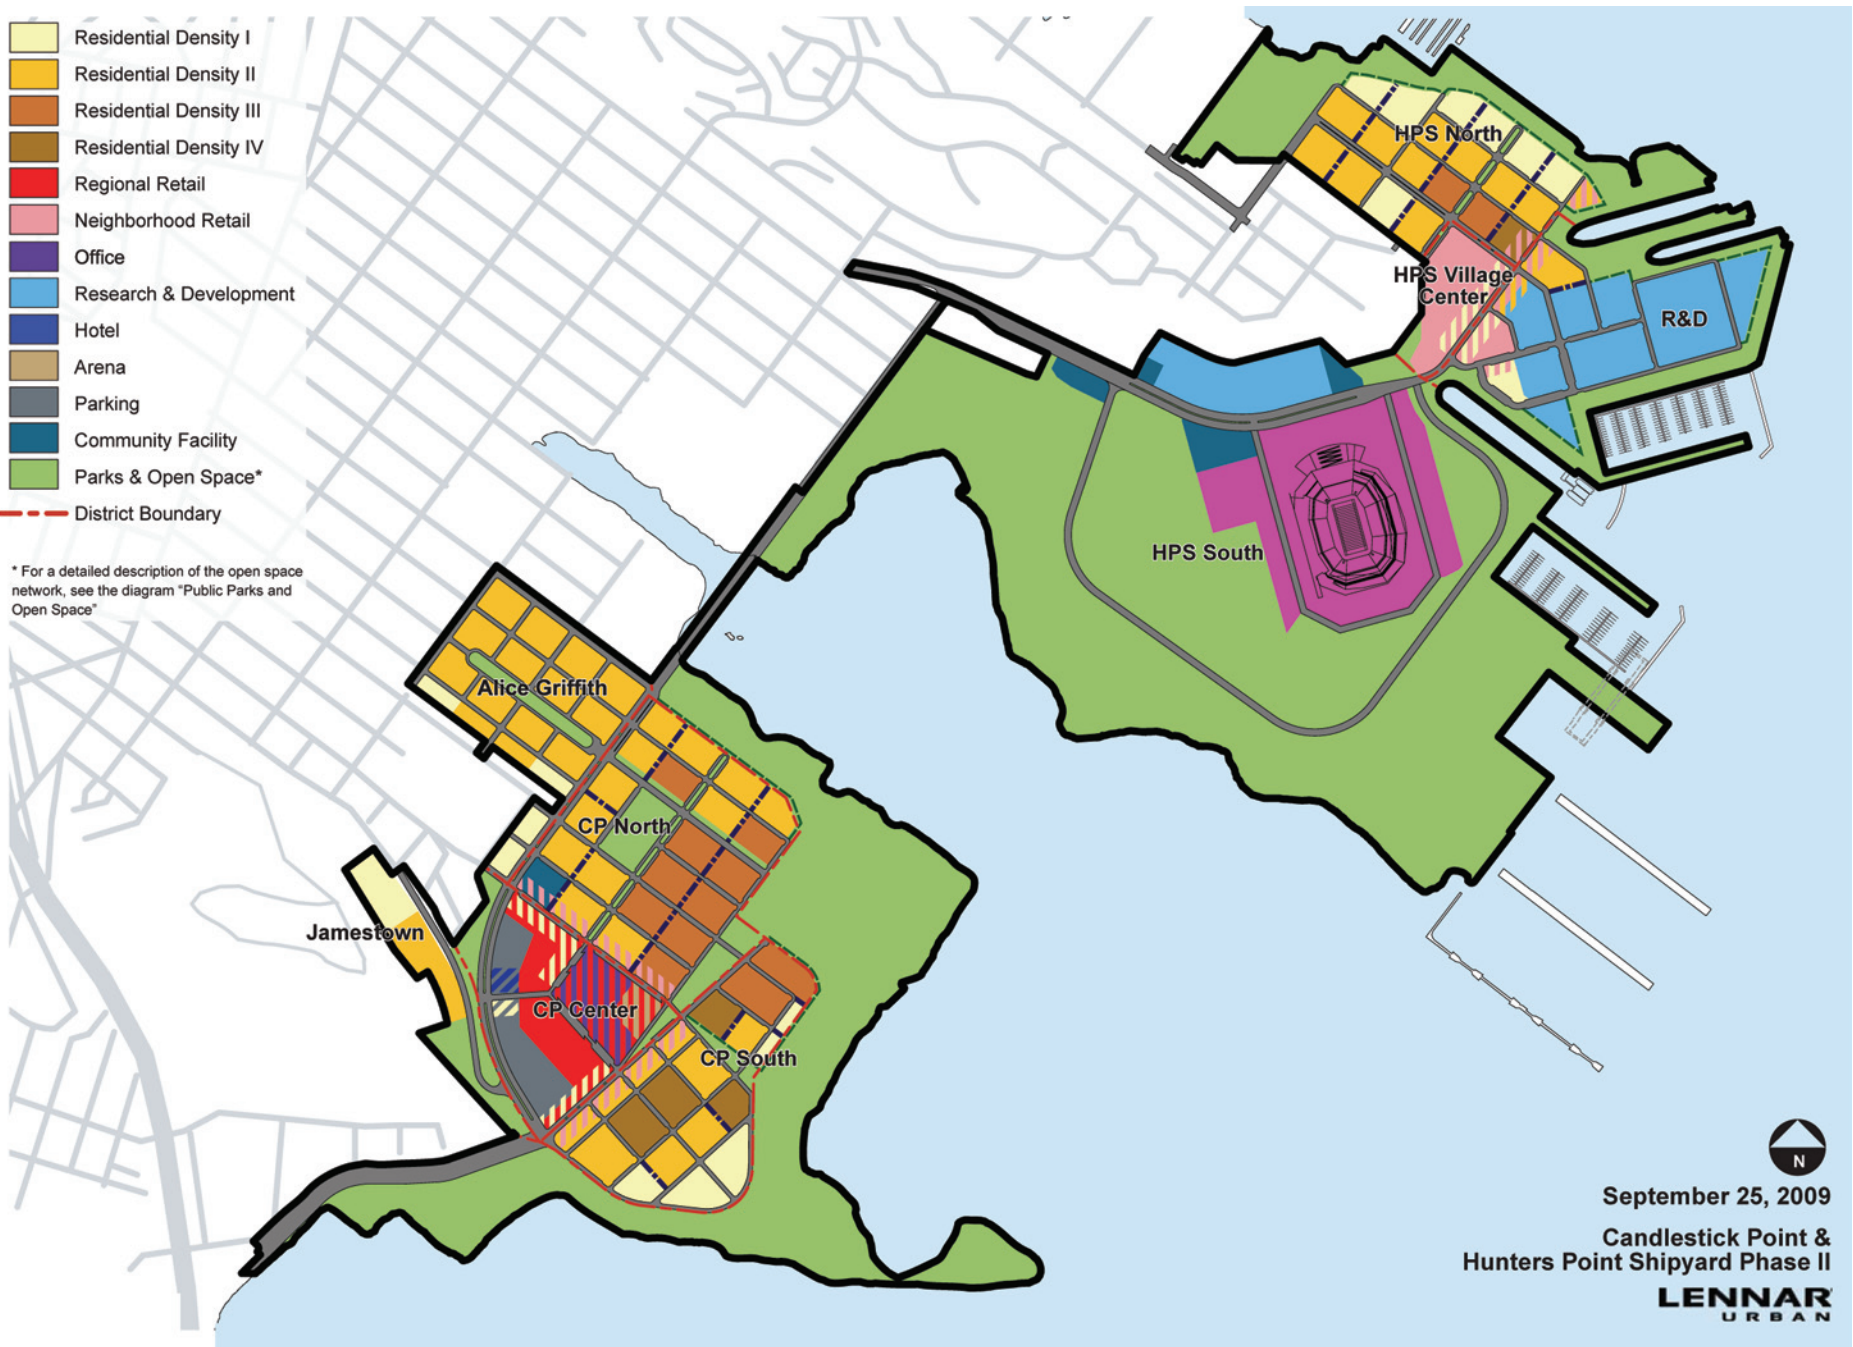 Residential Density I
Residential Density II
Residential Density III
Residential Density IV
Regional Retail
Neighborhood Retail
Office
Research & Development
Hotel
Arena
Parking
Community Facility
Parks & Open Space*
District Boundary
* For a detailed description of the open space
network, see the diagram "Public Parks and
Open Space"
HPS North
HPS Village
Center
R&D
HPS South
Alice Griffith
CP North
Jamestown
CP Center
CP South
N
September 25, 2009
Candlestick Point &
Hunters Point Shipyard Phase II
LENNAR
URBAN